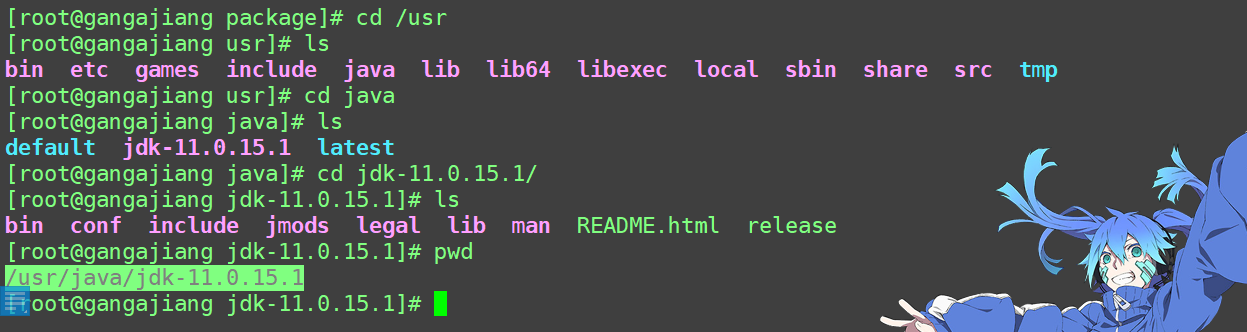 [root@gangajiang package]# cd /usr
[root@gangajiang usr]# ls
bin etc games include java lib lib64 libexec local sbin share src tmp
[root@gangajiang usr]# cd java
[root@gangajiang java]# ls
default jdk-11.0.15.1 latest
[root@gangajiang java]# cd jdk-11.0.15.1/
[root@gangajiang jdk-11.0.15.1]# ls
bin conf include jmods legal lib man README.html release
[root@gangajiang jdk-11.0.15.1]# pwd
/usr/java/jdk-11.0.15.1
[root@gangajiang jdk-11.0.15.1]#